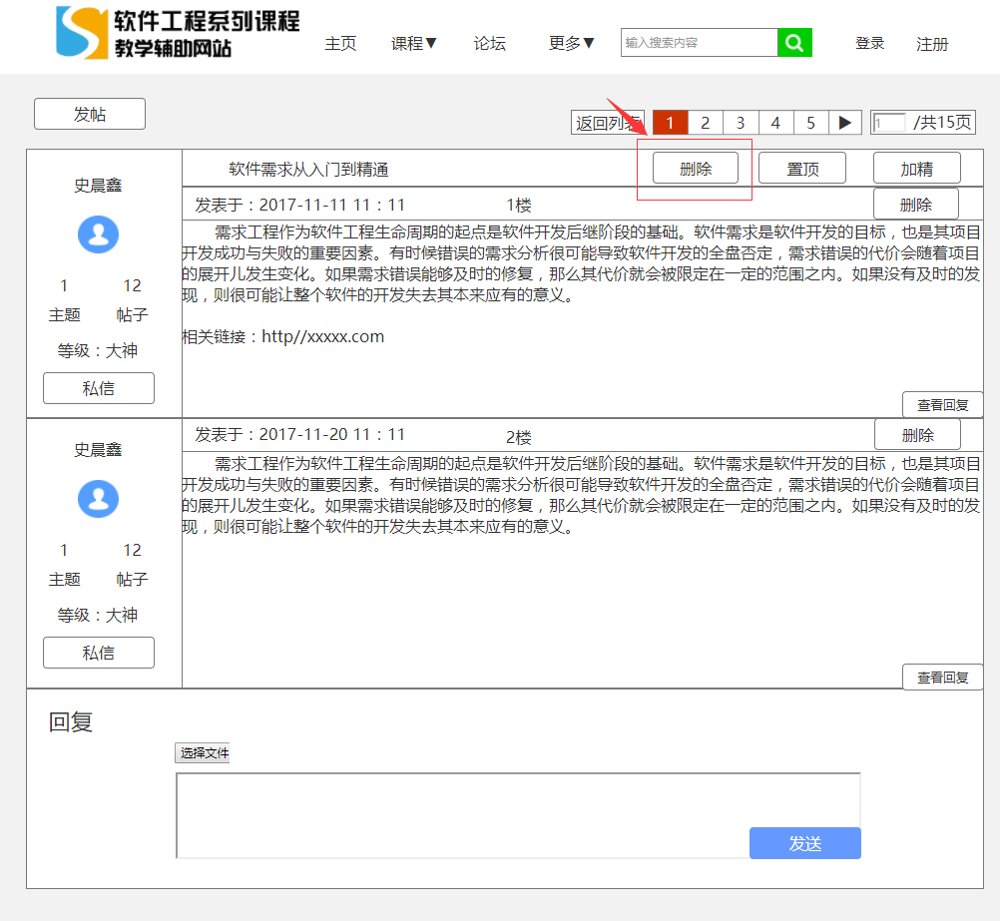 软件工程系列课程
教学辅助网站
主页 课程▼ 论坛 更多▼ 输入搜索内容 登录 注册
发帖
返回列表 1 2 3 4 5 ▶ 1 /共15页
史晨鑫
1 12
主题 帖子
等级：大神
私信
软件需求从入门到精通 删除 置顶 加精
发表于：2017-11-11 11：11 1楼 删除
需求工程作为软件工程生命周期的起点是软件开发后继阶段的基础。软件需求是软件开发的目标，也是其项目
开发成功与失败的重要因素。有时候错误的需求分析很可能导致软件开发的全盘否定，需求错误的代价会随着项目
的展开儿发生变化。如果需求错误能够及时的修复，那么其代价就会被限定在一定的范围之内。如果没有及时的发
现，则很可能让整个软件的开发失去其本来应有的意义。
相关链接：http//xxxxx.com
查看回复
史晨鑫
1 12
主题 帖子
等级：大神
私信
发表于：2017-11-20 11：11 2楼 删除
需求工程作为软件工程生命周期的起点是软件开发后继阶段的基础。软件需求是软件开发的目标，也是其项目
开发成功与失败的重要因素。有时候错误的需求分析很可能导致软件开发的全盘否定，需求错误的代价会随着项目
的展开儿发生变化。如果需求错误能够及时的修复，那么其代价就会被限定在一定的范围之内。如果没有及时的发
现，则很可能让整个软件的开发失去其本来应有的意义。
查看回复
回复
选择文件
发送